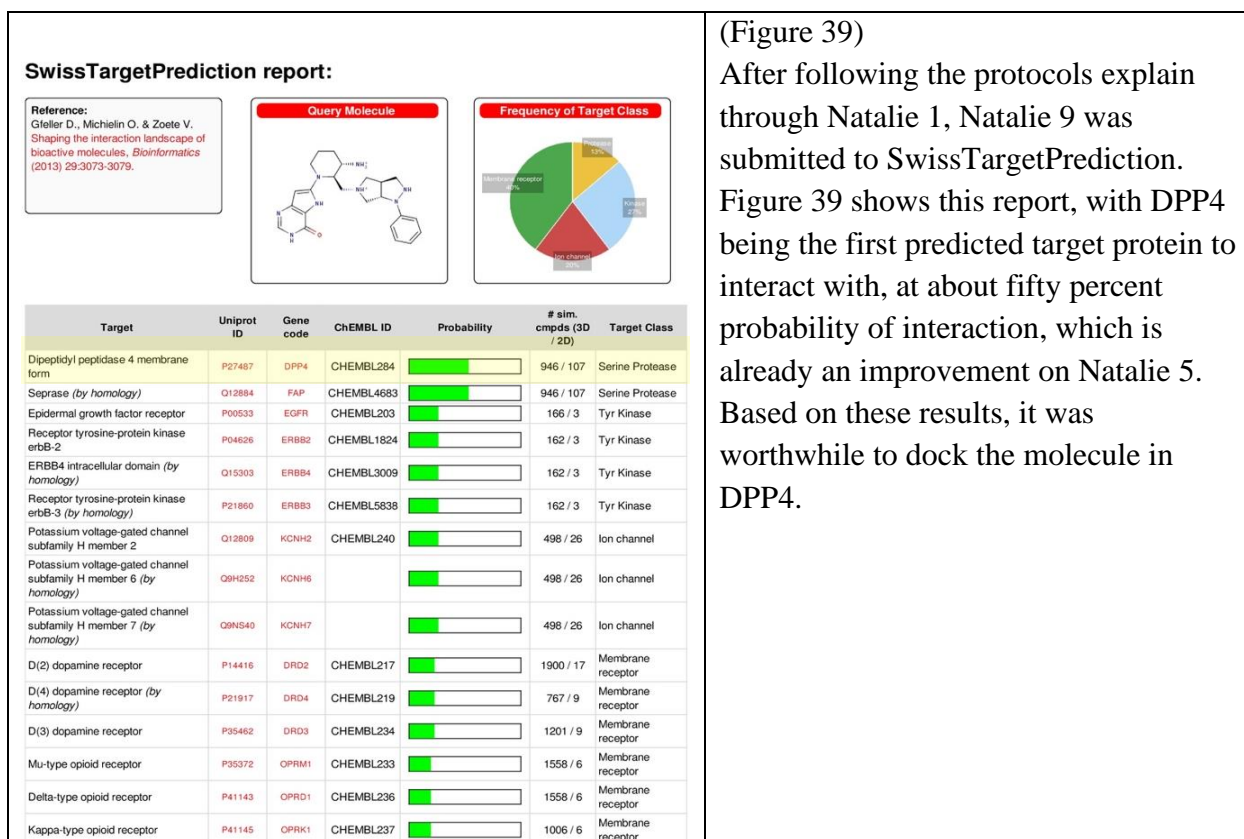 SwissTargetPrediction report:
Reference:
Gfeller D., Michielin O. & Zoete V.
Shaping the interaction landscape of
bioactive molecules, Bioinformatics
(2013) 29:3073-3079.
Query Molecule
Frequency of Target Class
Protease
13%
Membrane receptor
40%
Kinase
27%
Ion channel
20%
Target
Uniprot ID
Gene code
ChEMBL ID
Probability
# sim. cmpds (3D / 2D)
Target Class
Dipeptidyl peptidase 4 membrane form P27487 DPP4 CHEMBL284 946 / 107 Serine Protease
Seprase (by homology) Q12884 FAP CHEMBL4683 946 / 107 Serine Protease
Epidermal growth factor receptor P00533 EGFR CHEMBL203 166 / 3 Tyr Kinase
Receptor tyrosine-protein kinase erbB-2 P04626 ERBB2 CHEMBL1824 162 / 3 Tyr Kinase
ERBB4 intracellular domain (by homology) Q15303 ERBB4 CHEMBL3009 162 / 3 Tyr Kinase
Receptor tyrosine-protein kinase erbB-3 (by homology) P21860 ERBB3 CHEMBL5838 162 / 3 Tyr Kinase
Potassium voltage-gated channel subfamily H member 2 Q12809 KCNH2 CHEMBL240 498 / 26 Ion channel
Potassium voltage-gated channel subfamily H member 6 (by homology) Q9H252 KCNH6 498 / 26 Ion channel
Potassium voltage-gated channel subfamily H member 7 (by homology) Q9NS40 KCNH7 498 / 26 Ion channel
D(2) dopamine receptor P14416 DRD2 CHEMBL217 1900 / 17 Membrane receptor
D(4) dopamine receptor (by homology) P21917 DRD4 CHEMBL219 767 / 9 Membrane receptor
D(3) dopamine receptor P35462 DRD3 CHEMBL234 1201 / 9 Membrane receptor
Mu-type opioid receptor P35372 OPRM1 CHEMBL233 1558 / 6 Membrane receptor
Delta-type opioid receptor P41143 OPRD1 CHEMBL236 1558 / 6 Membrane receptor
Kappa-type opioid receptor P41145 OPRK1 CHEMBL237 1006 / 6 Membrane receptor
(Figure 39)
After following the protocols explain
through Natalie 1, Natalie 9 was
submitted to SwissTargetPrediction.
Figure 39 shows this report, with DPP4
being the first predicted target protein to
interact with, at about fifty percent
probability of interaction, which is
already an improvement on Natalie 5.
Based on these results, it was
worthwhile to dock the molecule in
DPP4.